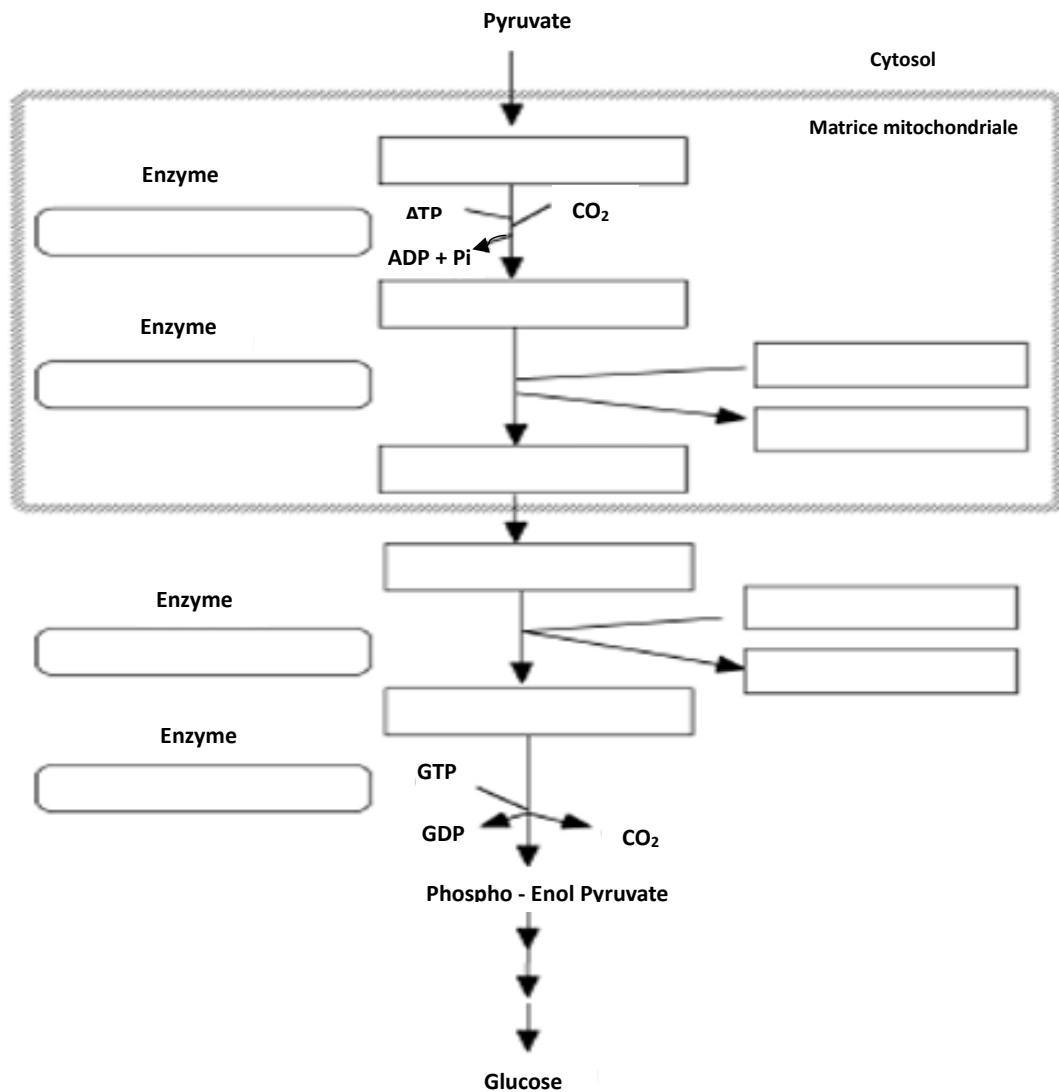 Pyruvate
Cytosol
Matrice mitochondriale
Enzyme
ATP
CO₂
ADP + Pi
Enzyme
Enzyme
Enzyme
GTP
GDP
CO₂
Phospho - Enol Pyruvate
Glucose